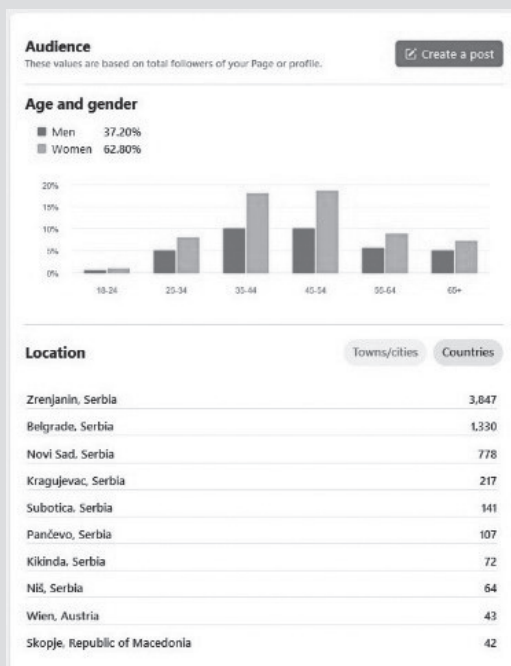 Audience
Create a post
These values are based on total followers of your Page or profile.
Age and gender
Men 37.20%
Women 62.80%
20%
15%
10%
5%
0%
18-24 25-34 35-44 45-54 55-64 65+
Location Towns/cities Countries
Zrenjanin, Serbia 3,847
Belgrade, Serbia 1,330
Novi Sad, Serbia 778
Kragujevac, Serbia 217
Subotica, Serbia 141
Pančevo, Serbia 107
Kikinda, Serbia 72
Niš, Serbia 64
Wien, Austria 43
Skopje, Republic of Macedonia 42